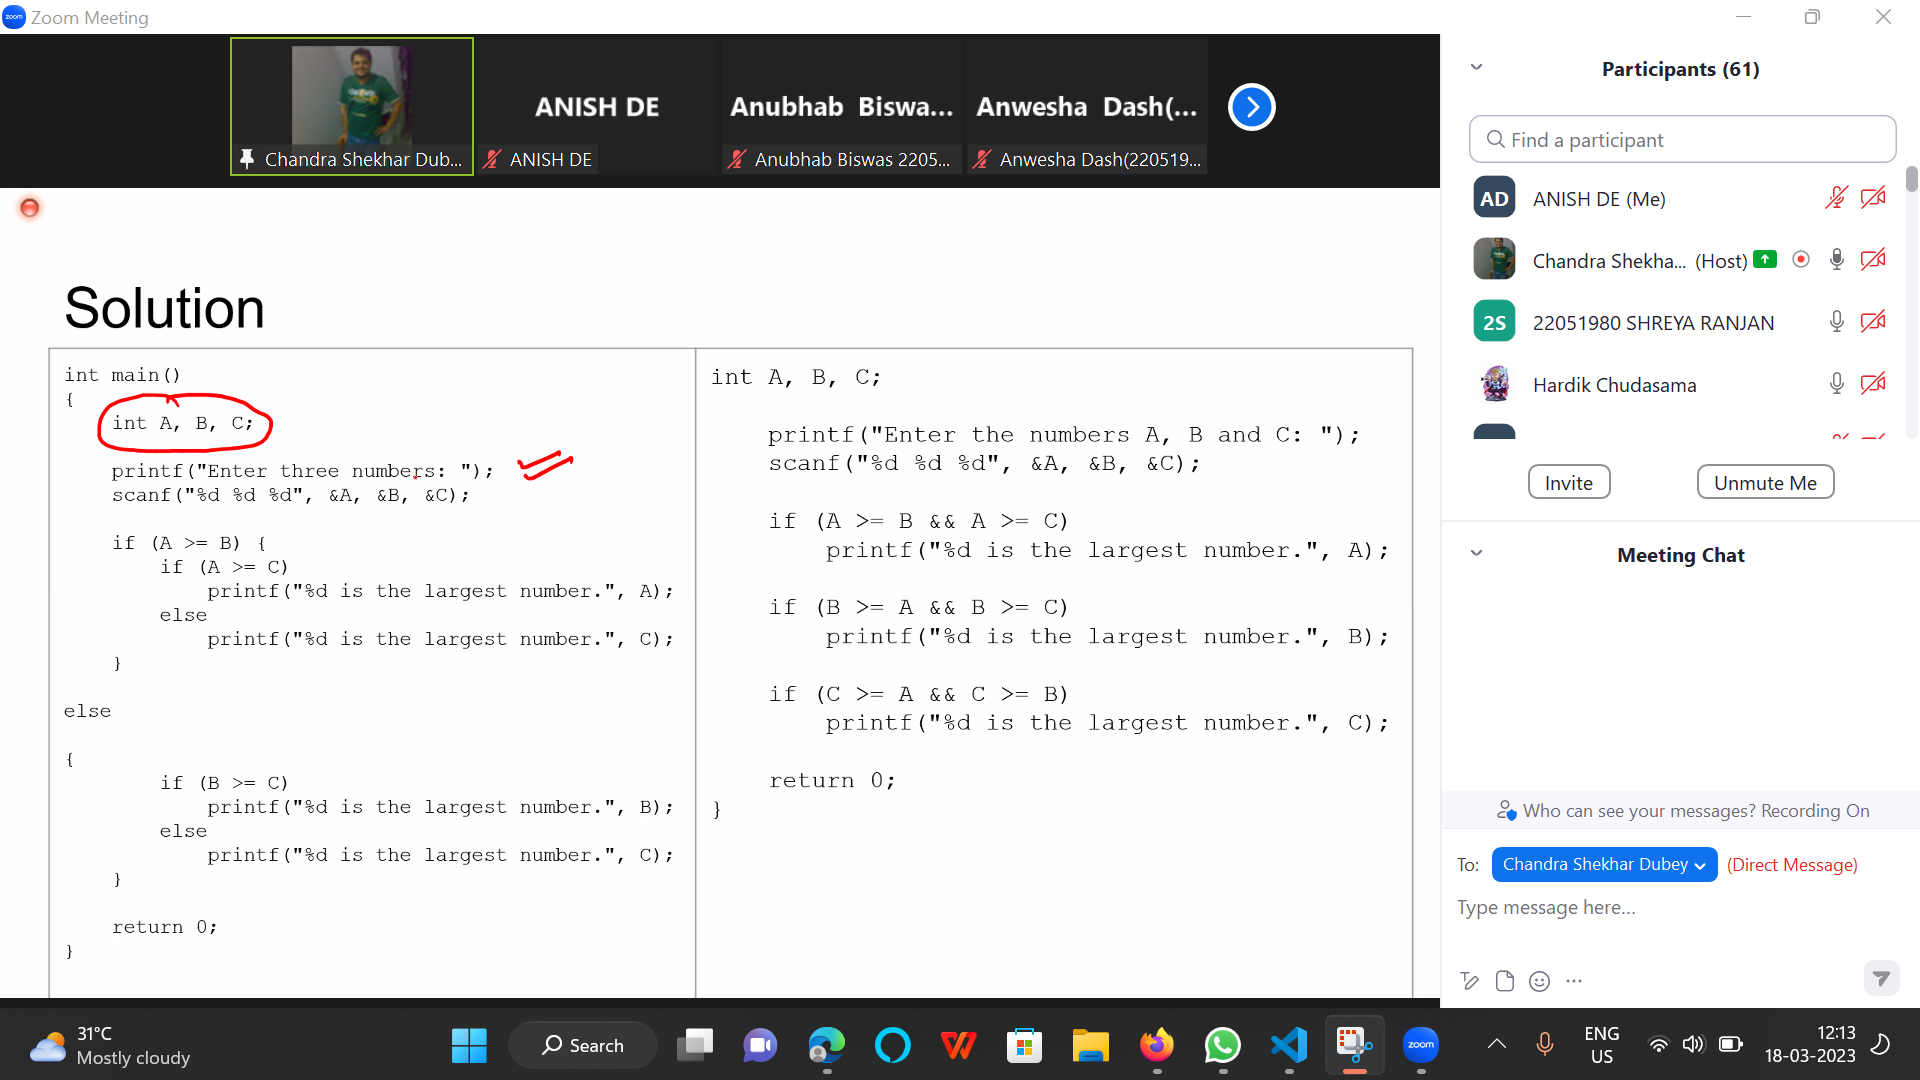 zoom Zoom Meeting
ANISH DE
Anubhab Biswa...
Anwesha Dash(...
Chandra Shekhar Dub...
ANISH DE
Anubhab Biswas 2205...
Anwesha Dash(220519...
Solution
int main()
{
int A, B, C;
printf("Enter three numbers: ");
scanf("%d %d %d", &A, &B, &C);
if (A >= B) {
if (A >= C)
printf("%d is the largest number.", A);
else
printf("%d is the largest number.", C);
}
else
{
if (B >= C)
printf("%d is the largest number.", B);
else
printf("%d is the largest number.", C);
}
return 0;
}
int A, B, C;
printf("Enter the numbers A, B and C: ");
scanf("%d %d %d", &A, &B, &C);
if (A >= B && A >= C)
printf("%d is the largest number.", A);
if (B >= A && B >= C)
printf("%d is the largest number.", B);
if (C >= A && C >= B)
printf("%d is the largest number.", C);
return 0;
}
Participants (61)
Find a participant
AD ANISH DE (Me)
Chandra Shekha... (Host)
2S 22051980 SHREYA RANJAN
Hardik Chudasama
Invite
Unmute Me
Meeting Chat
Who can see your messages? Recording On
To: Chandra Shekhar Dubey (Direct Message)
Type message here...
31°C
Mostly cloudy
Search
zoom
ENG
US
12:13
18-03-2023